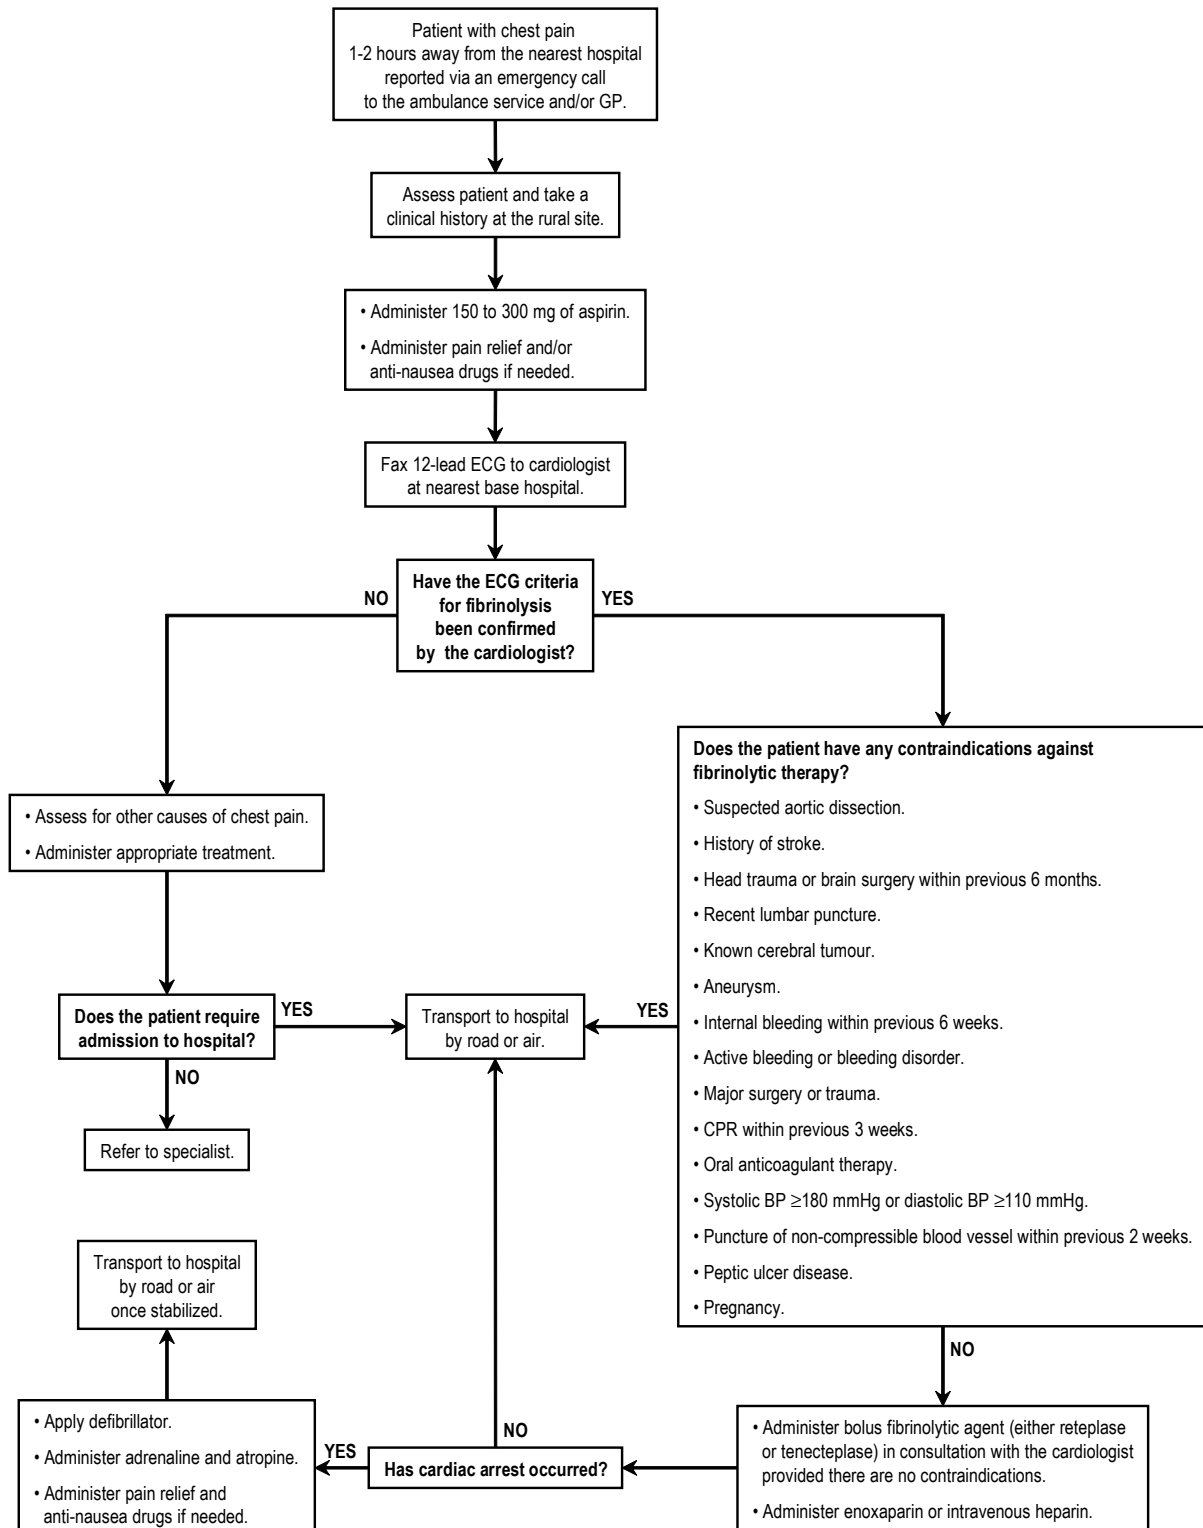 Patient with chest pain
1-2 hours away from the nearest hospital
reported via an emergency call
to the ambulance service and/or GP.
Assess patient and take a
clinical history at the rural site.
• Administer 150 to 300 mg of aspirin.
• Administer pain relief and/or
anti-nausea drugs if needed.
Fax 12-lead ECG to cardiologist
at nearest base hospital.
Have the ECG criteria
for fibrinolysis
been confirmed
by the cardiologist?
NO
YES
• Assess for other causes of chest pain.
• Administer appropriate treatment.
Does the patient require
admission to hospital?
YES
NO
Refer to specialist.
Transport to hospital
by road or air.
YES
Does the patient have any contraindications against
fibrinolytic therapy?
• Suspected aortic dissection.
• History of stroke.
• Head trauma or brain surgery within previous 6 months.
• Recent lumbar puncture.
• Known cerebral tumour.
• Aneurysm.
• Internal bleeding within previous 6 weeks.
• Active bleeding or bleeding disorder.
• Major surgery or trauma.
• CPR within previous 3 weeks.
• Oral anticoagulant therapy.
• Systolic BP ≥180 mmHg or diastolic BP ≥110 mmHg.
• Puncture of non-compressible blood vessel within previous 2 weeks.
• Peptic ulcer disease.
• Pregnancy.
NO
• Administer bolus fibrinolytic agent (either reteplase
or tenecteplase) in consultation with the cardiologist
provided there are no contraindications.
• Administer enoxaparin or intravenous heparin.
Has cardiac arrest occurred?
NO
YES
• Apply defibrillator.
• Administer adrenaline and atropine.
• Administer pain relief and
anti-nausea drugs if needed.
Transport to hospital
by road or air
once stabilized.